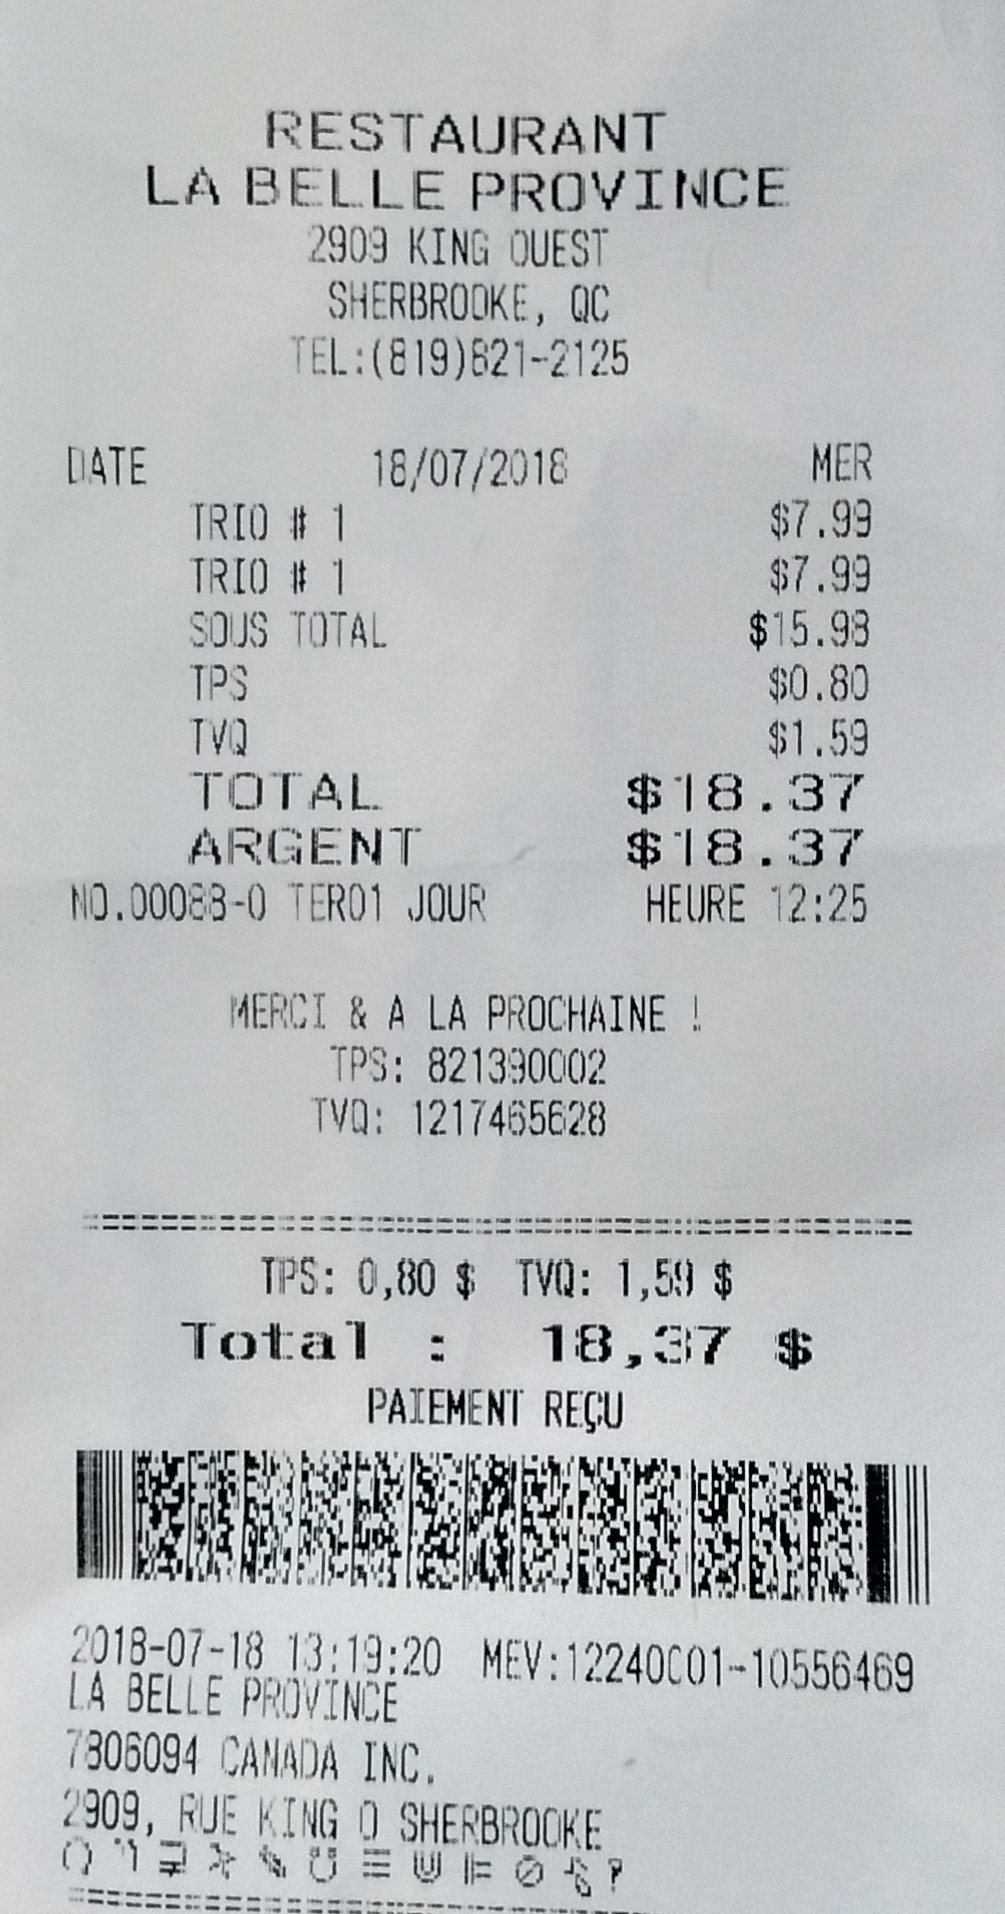 RESTAURANT
LA BELLE PROVINCE
2909 KING OUEST
SHERBROOKE, QC
TEL:(819)821-2125
DATE 18/07/2018 MER
TRIO # 1 $7.99
TRIO # 1 $7.99
SOUS TOTAL $15.98
TPS $0.80
TVQ $1.59
TOTAL $18.37
ARGENT $18.37
NO.00088-0 TER01 JOUR HEURE 12:25
MERCI & A LA PROCHAINE !
TPS: 821390002
TVQ: 1217465628
========================================
TPS: 0,80 $ TVQ: 1,59 $
Total : 18,37 $
PAIEMENT REÇU
2018-07-18 13:19:20 MEV:12240001-10556469
LA BELLE PROVINCE
7806094 CANADA INC.
2909, RUE KING O SHERBROOKE